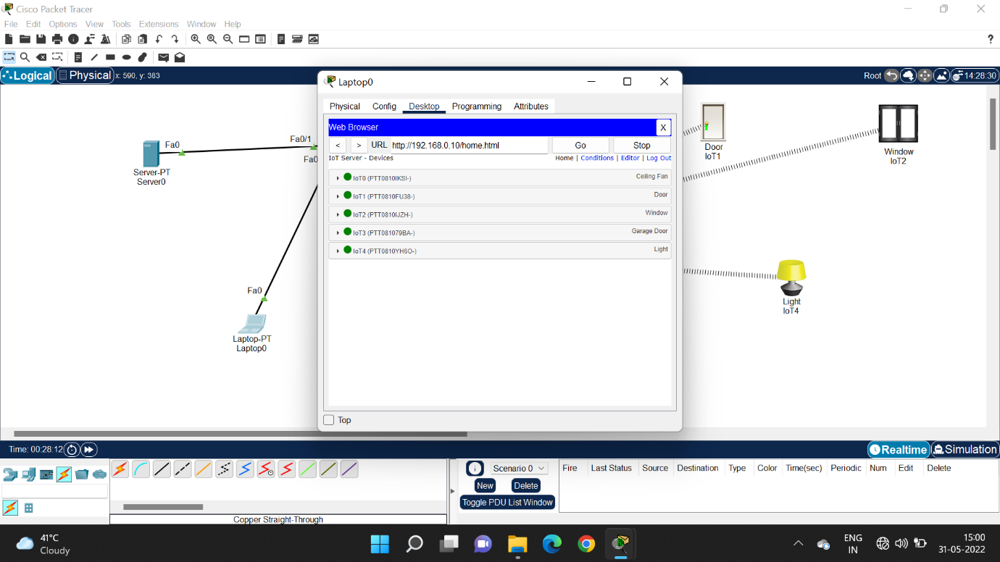 Cisco Packet Tracer
File Edit Options View Tools Extensions Window Help
?
Logical Physical x: 590, y: 383
Root 14:28:30
Fa0
Fa0/1
Fa0
Server-PT
Server0
Fa0
Laptop-PT
Laptop0
Laptop0
Physical Config Desktop Programming Attributes
Web Browser X
< > URL http://192.168.0.10/home.html Go Stop
IoT Server - Devices Home | Conditions | Editor | Log Out
IoT0 (PTT0810IKSI-) Ceiling Fan
IoT1 (PTT0810FU38-) Door
IoT2 (PTT0810IJZH-) Window
IoT3 (PTT081079BA-) Garage Door
IoT4 (PTT0810YH6O-) Light
Top
Door
IoT1
Window
IoT2
Light
IoT4
Time: 00:28:12
Realtime Simulation
Scenario 0
New Delete
Toggle PDU List Window
Fire Last Status Source Destination Type Color Time(sec) Periodic Num Edit Delete
Copper Straight-Through
41°C
Cloudy
ENG
IN
15:00
31-05-2022